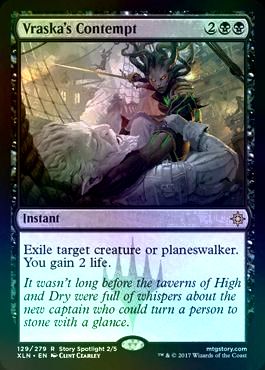 Vraska's Contempt 2
Instant
Exile target creature or planeswalker.
You gain 2 life.
It wasn't long before the taverns of High
and Dry were full of whispers about the
new captain who could turn a person to
stone with a glance.
129/279 R Story Spotlight 2/5 mtgstory.com
XLN • EN Clint Cearley ™ & © 2017 Wizards of the Coast